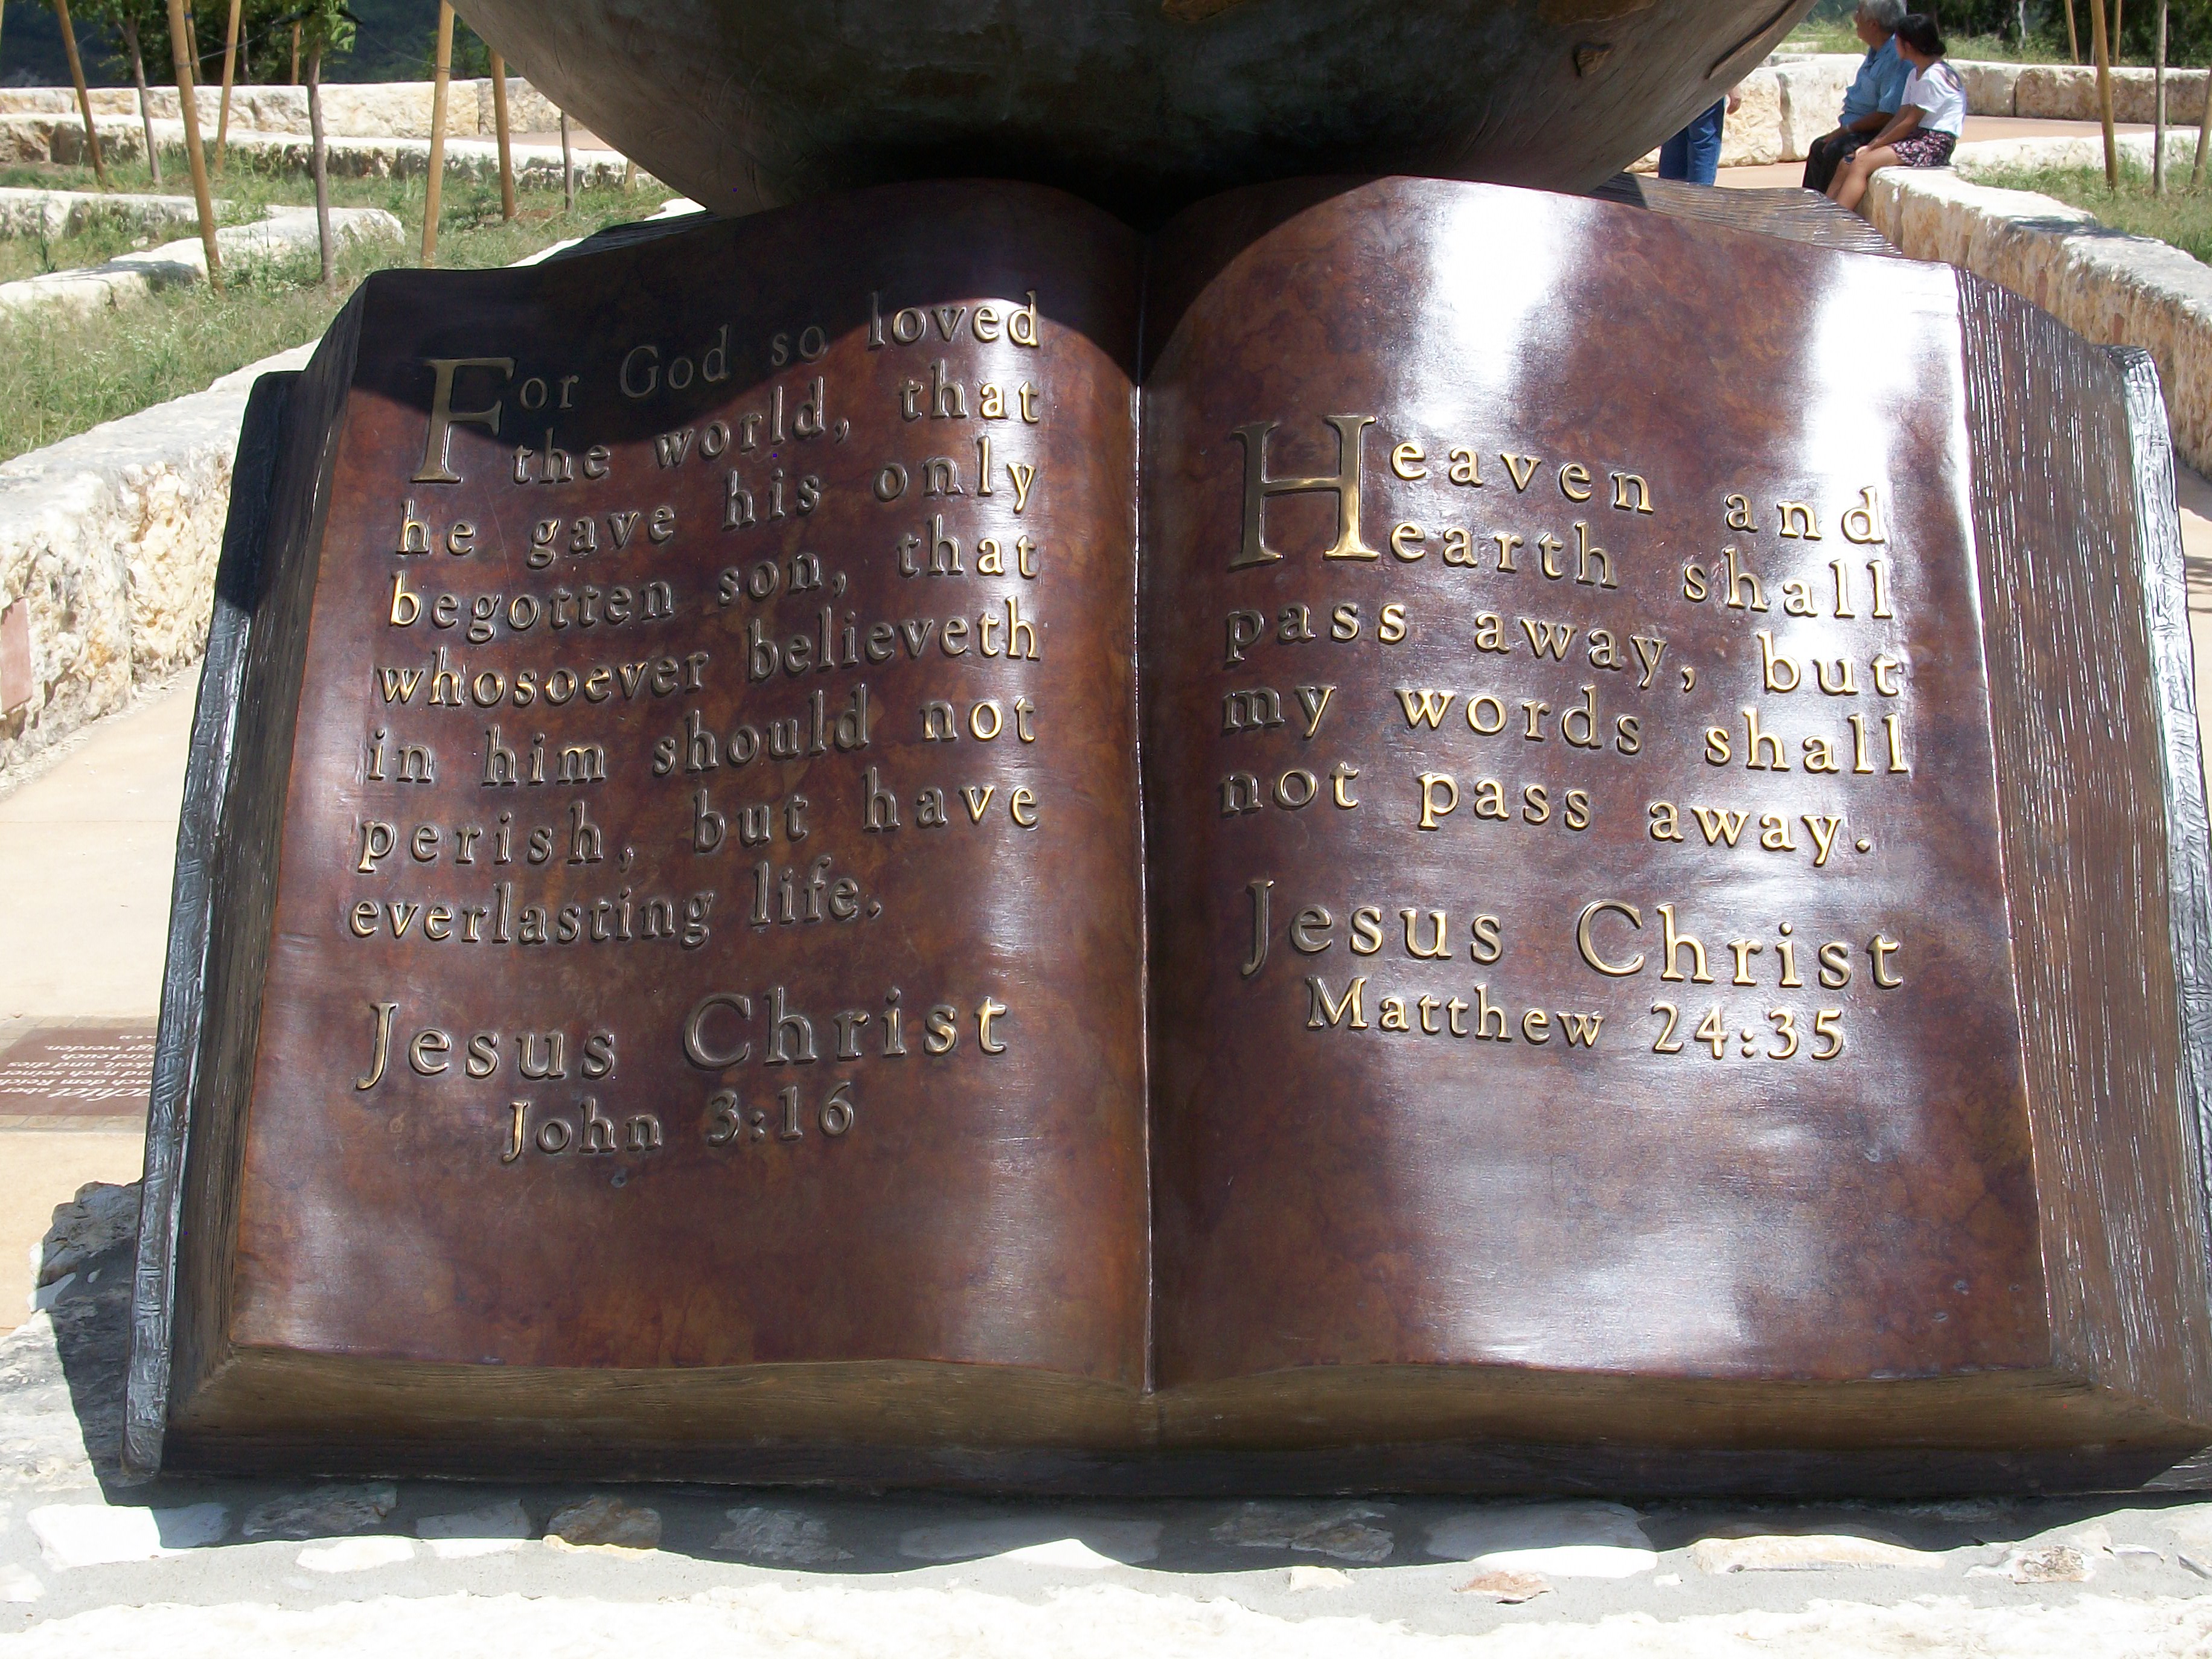 For God so loved
the world, that
he gave his only
begotten son, that
whosoever believeth
in him should not
perish, but have
everlasting life.
Jesus Christ
John 3:16
Heaven and
earth shall
pass away, but
my words shall
not pass away.
Jesus Christ
Matthew 24:35